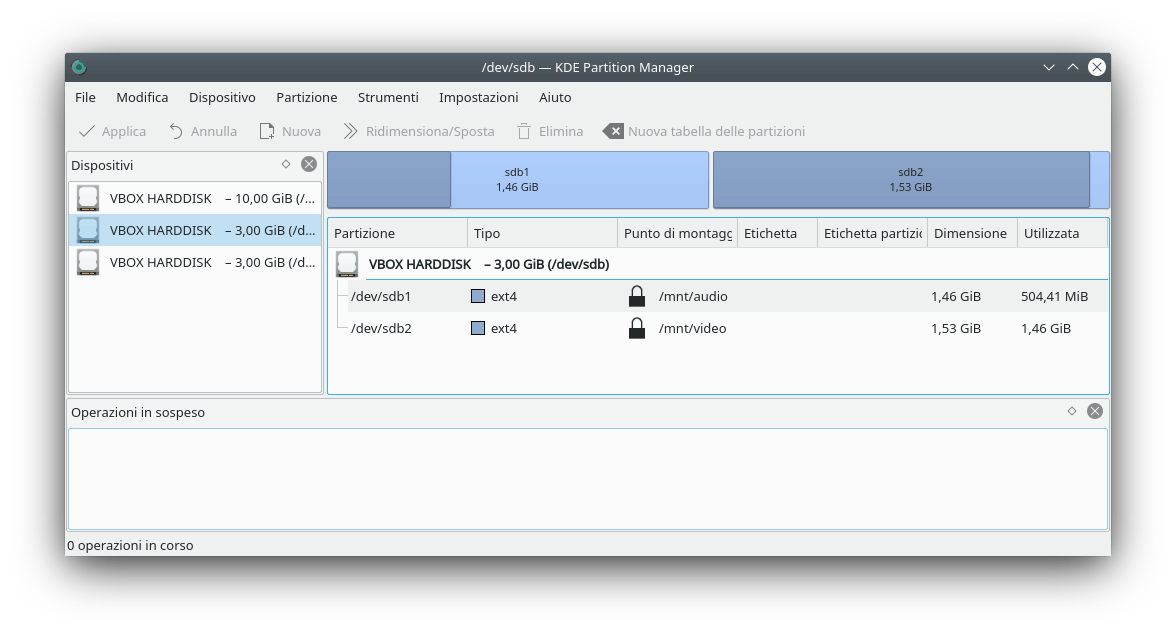 /dev/sdb — KDE Partition Manager
File Modifica Dispositivo Partizione Strumenti Impostazioni Aiuto
Applica Annulla Nuova Ridimensiona/Sposta Elimina Nuova tabella delle partizioni
Dispositivi
VBOX HARDDISK – 10,00 GiB (/...
VBOX HARDDISK – 3,00 GiB (/d...
VBOX HARDDISK – 3,00 GiB (/d...
sdb1
1,46 GiB
sdb2
1,53 GiB
Partizione Tipo Punto di montagg Etichetta Etichetta partizio Dimensione Utilizzata
VBOX HARDDISK – 3,00 GiB (/dev/sdb)
/dev/sdb1 ext4 /mnt/audio 1,46 GiB 504,41 MiB
/dev/sdb2 ext4 /mnt/video 1,53 GiB 1,46 GiB
Operazioni in sospeso
0 operazioni in corso